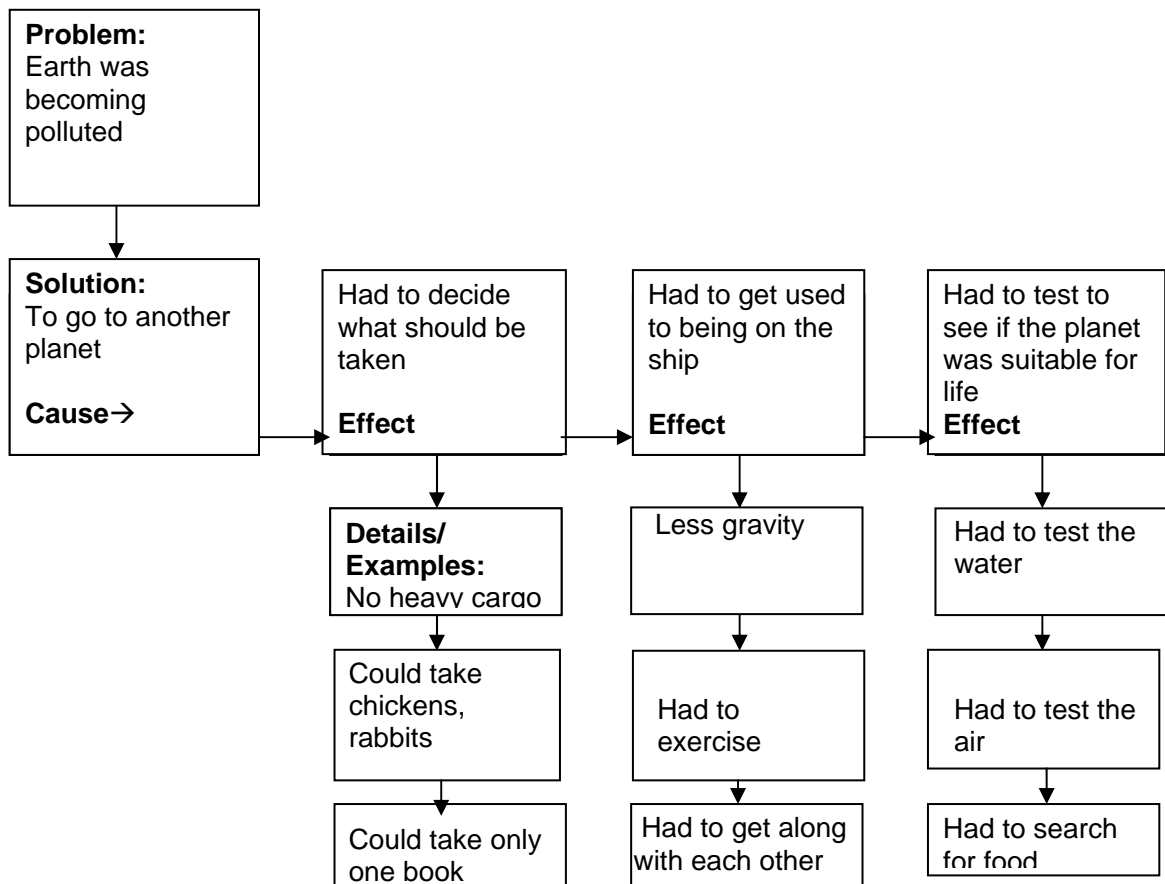 Problem:
Earth was
becoming
polluted
Solution:
To go to another
planet
Cause→
Had to decide
what should be
taken
Effect
Had to get used
to being on the
ship
Effect
Had to test to
see if the planet
was suitable for
life
Effect
Details/
Examples:
No heavy cargo
Less gravity
Had to test the
water
Could take
chickens,
rabbits
Had to
exercise
Had to test the
air
Could take only
one book
Had to get along
with each other
Had to search
for food